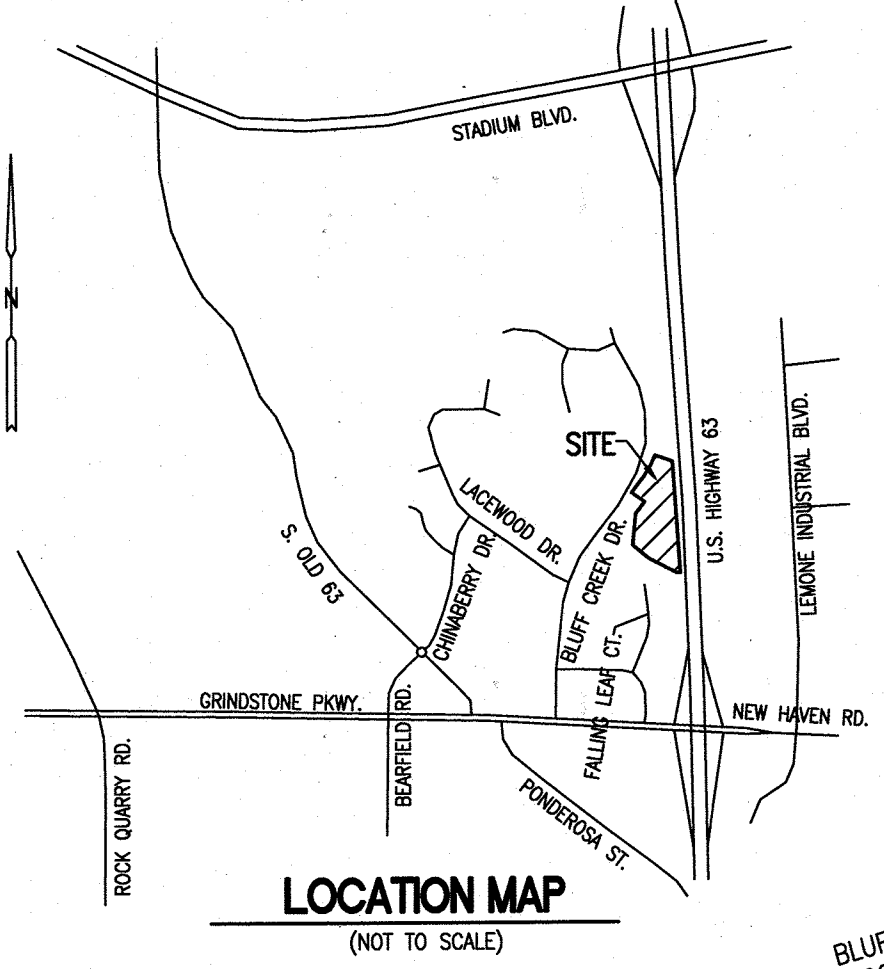 STADIUM BLVD.
N
SITE
U.S. HIGHWAY 63
LEMONE INDUSTRIAL BLVD.
LACEWOOD DR.
S. OLD 63
CHINABERRY DR.
BLUFF CREEK DR.
FALLING LEAF CT.
GRINDSTONE PKWY.
NEW HAVEN RD.
BEARFIELD RD.
ROCK QUARRY RD.
PONDEROSA ST.
LOCATION MAP
(NOT TO SCALE)